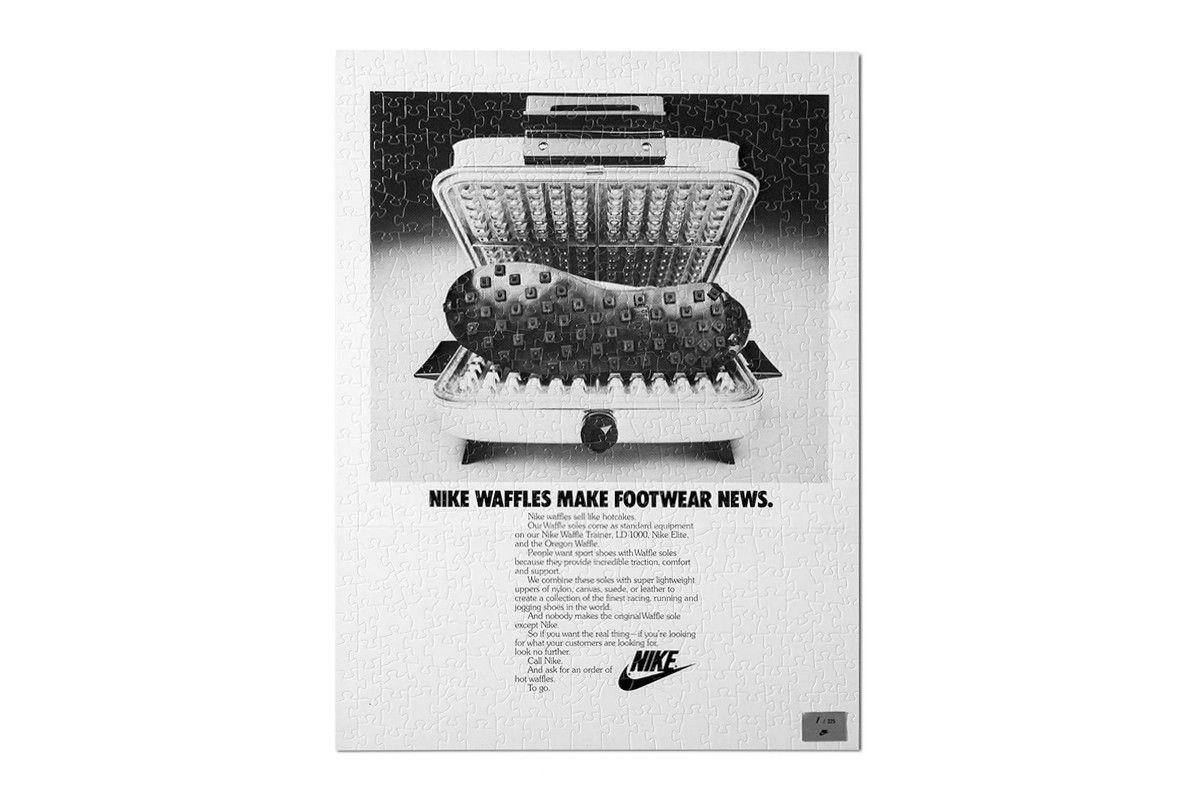 NIKE WAFFLES MAKE FOOTWEAR NEWS.
Nike waffles sell like hotcakes.
Our Waffle soles come as standard equipment
on our Nike Waffle Trainer, LD-1000, Nike Elite,
and the Oregon Waffle.
People want sport shoes with Waffle soles
because they provide incredible traction, comfort
and support.
We combine these soles with super lightweight
uppers of nylon, canvas, suede, or leather to
create a collection of the finest racing, running and
jogging shoes in the world.
And nobody makes the original Waffle sole
except Nike.
So if you want the real thing—if you're looking
for what your customers are looking for,
look no further.
Call Nike.
And ask for an order of
hot waffles.
To go.
NIKE
1 / 225